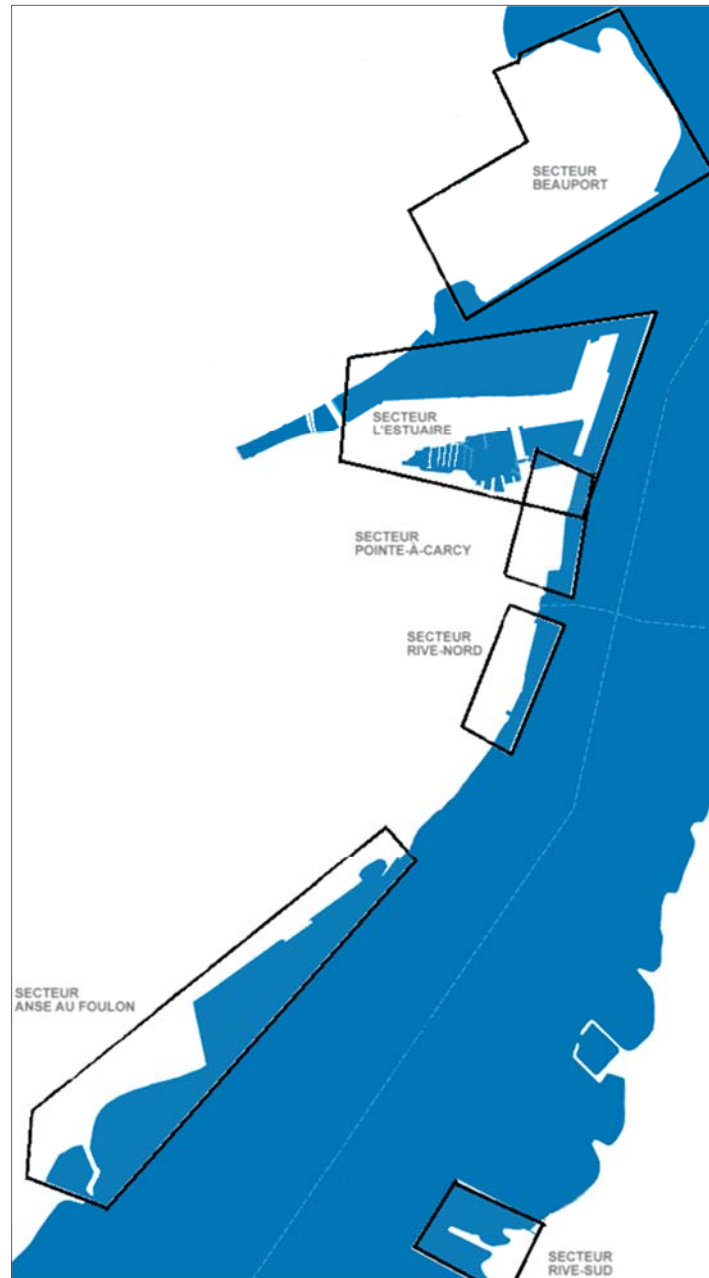 SECTEUR
BEAUPORT
SECTEUR
L'ESTUAIRE
SECTEUR
POINTE-À-CARCY
SECTEUR
RIVE-NORD
SECTEUR
ANSE AU FOULON
SECTEUR
RIVE-SUD